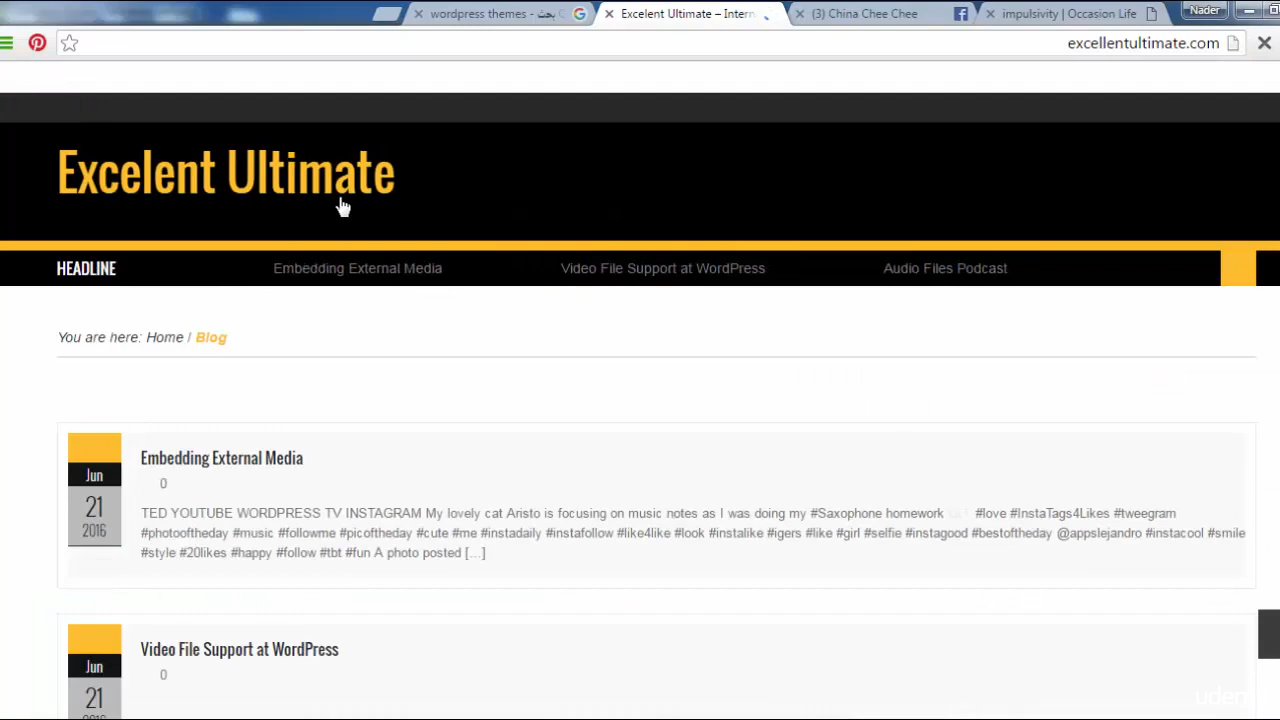 wordpress themes - بحث
Excelent Ultimate – Intern
(3) China Chee Chee
impulsivity | Occasion Life
Nader
excellentultimate.com
Excelent Ultimate
HEADLINE
Embedding External Media
Video File Support at WordPress
Audio Files Podcast
You are here: Home / Blog
Embedding External Media
Jun
0
21
2016
TED YOUTUBE WORDPRESS TV INSTAGRAM My lovely cat Aristo is focusing on music notes as I was doing my #Saxophone homework #love #InstaTags4Likes #tweegram
#photooftheday #music #followme #picoftheday #cute #me #instadaily #instafollow #like4like #look #instalike #igers #like #girl #selfie #instagood #bestoftheday @appslejandro #instacool #smile
#style #20likes #happy #follow #tbt #fun A photo posted […]
Video File Support at WordPress
Jun
0
21